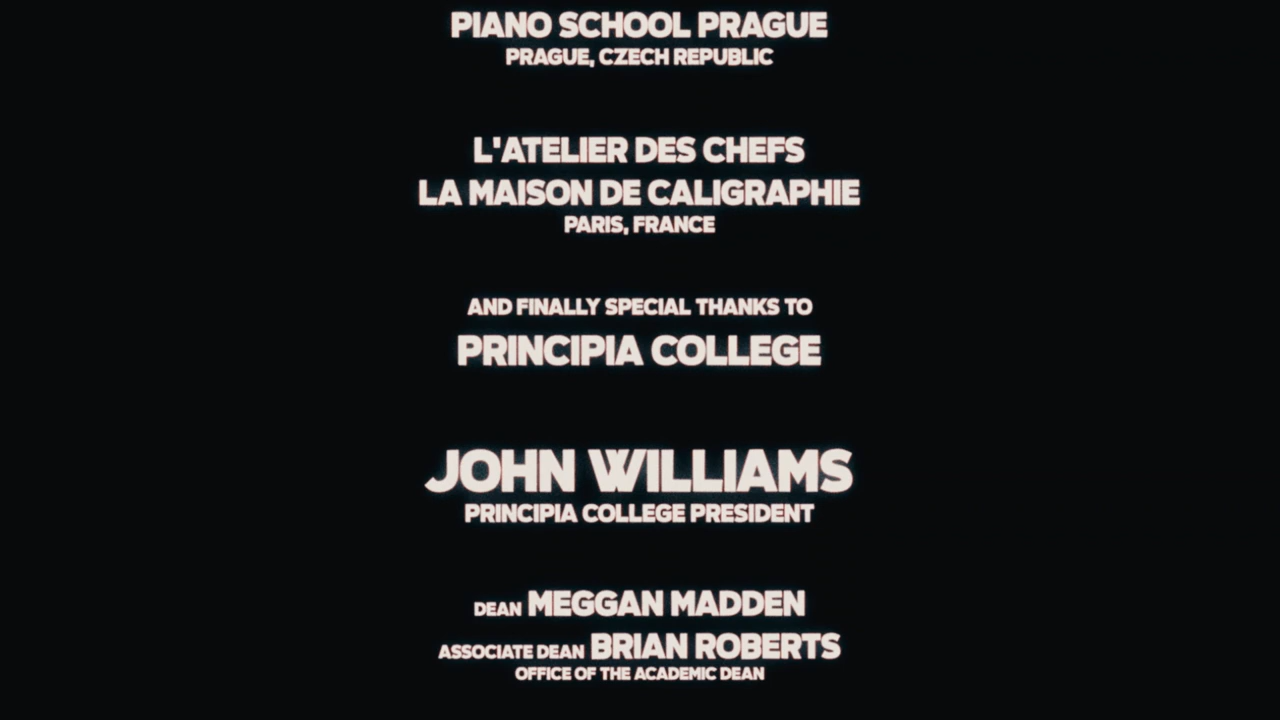 PIANO SCHOOL PRAGUE
PRAGUE, CZECH REPUBLIC
L'ATELIER DES CHEFS
LA MAISON DE CALIGRAPHIE
PARIS, FRANCE
AND FINALLY SPECIAL THANKS TO
PRINCIPIA COLLEGE
JOHN WILLIAMS
PRINCIPIA COLLEGE PRESIDENT
DEAN MEGGAN MADDEN
ASSOCIATE DEAN BRIAN ROBERTS
OFFICE OF THE ACADEMIC DEAN